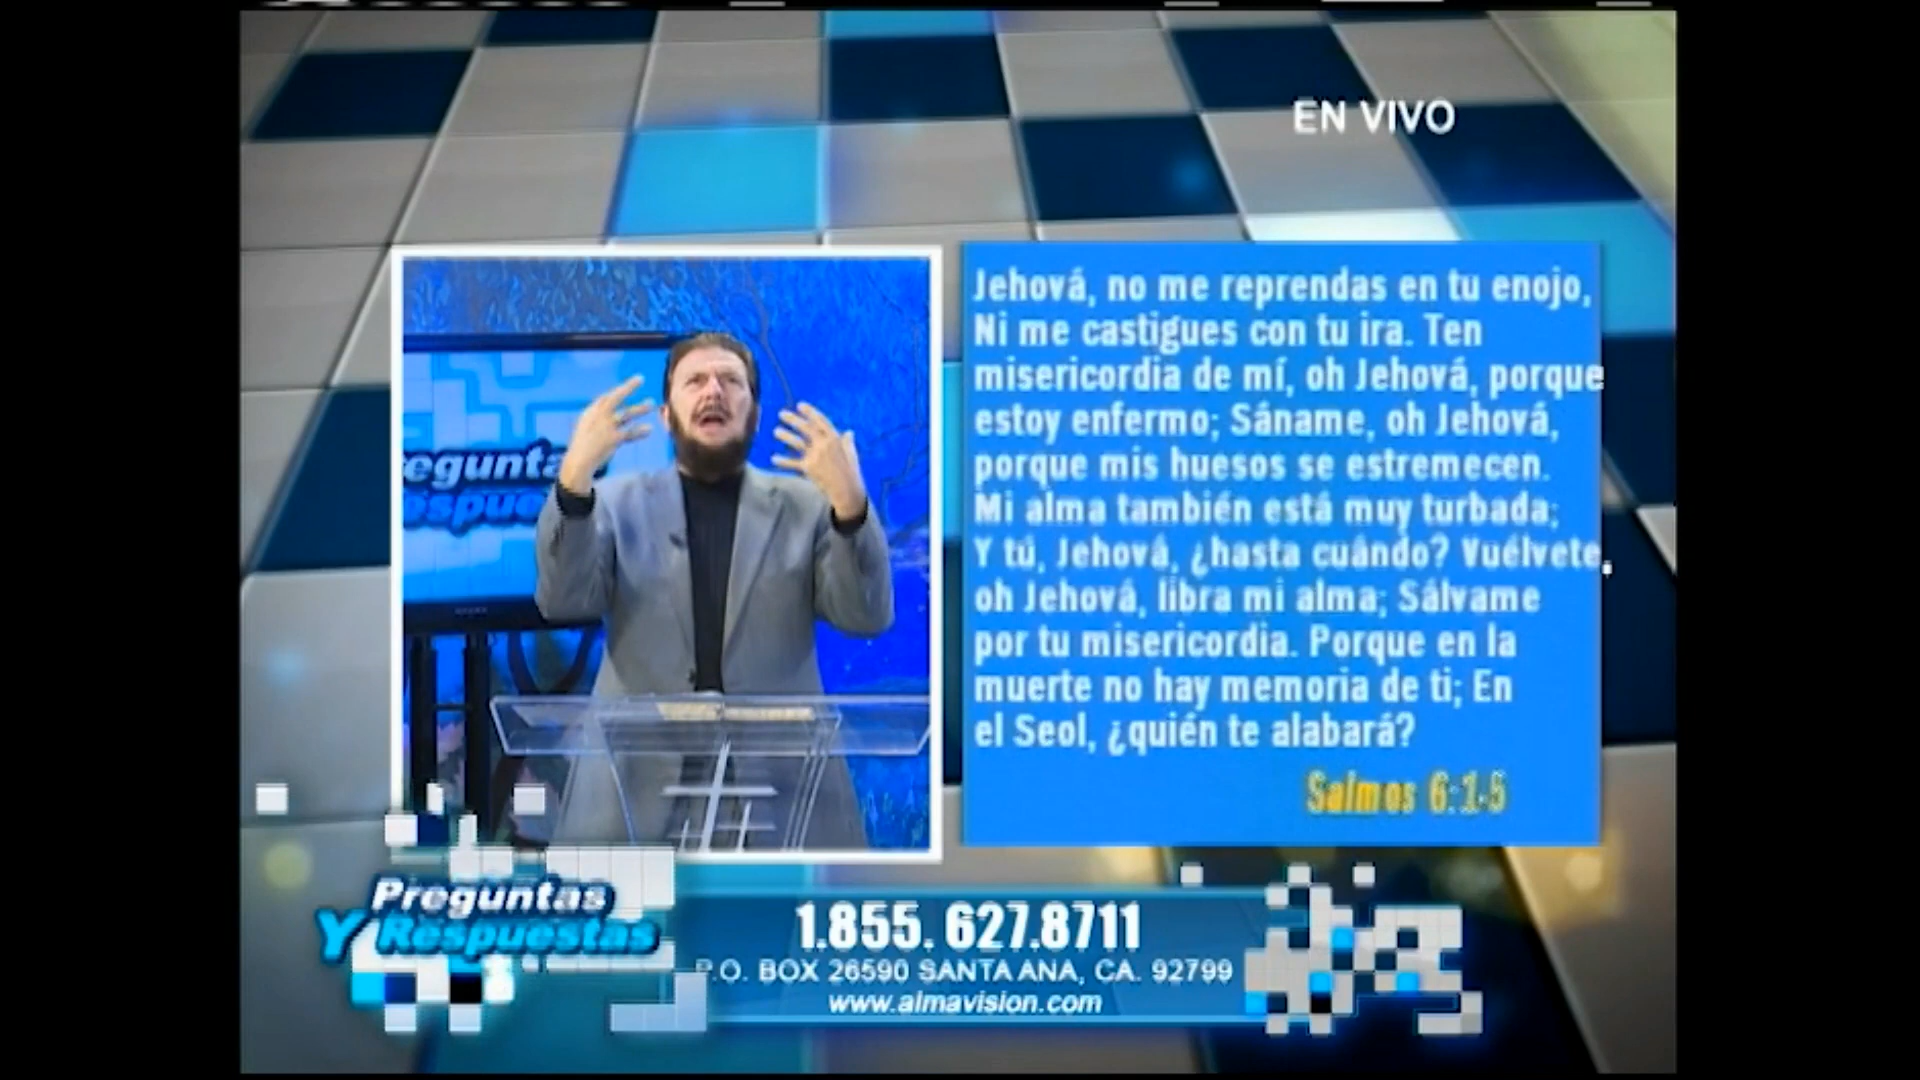 EN VIVO
Jehová, no me reprendas en tu enojo,
Ni me castigues con tu ira. Ten
misericordia de mí, oh Jehová, porque
estoy enfermo; Sáname, oh Jehová,
porque mis huesos se estremecen.
Mi alma también está muy turbada;
Y tú, Jehová, ¿hasta cuándo? Vuélvete,
oh Jehová, libra mi alma; Sálvame
por tu misericordia. Porque en la
muerte no hay memoria de ti; En
el Seol, ¿quién te alabará?
Salmos 6:1-5
egunta
espue
Preguntas
Y Respuestas
1.855. 627.8711
P.O. BOX 26590 SANTA ANA, CA. 92799
www.almavision.com